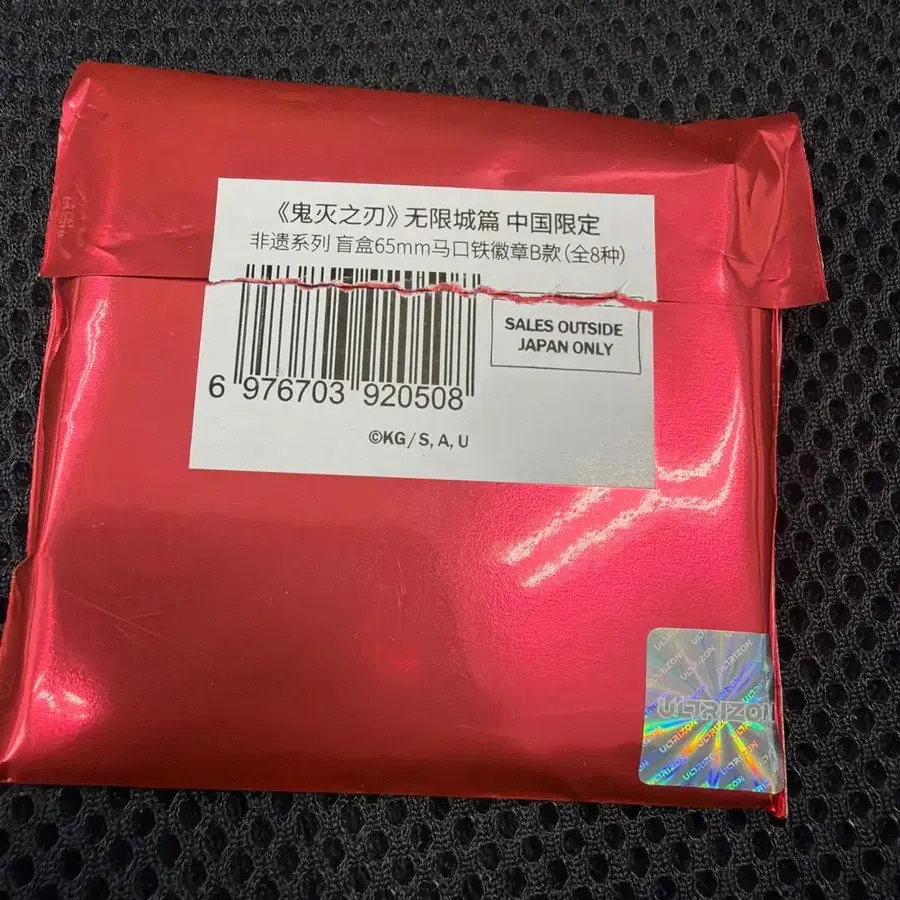 《鬼灭之刃》无限城篇 中国限定
非遗系列 盲盒65mm马口铁徽章B款(全8种)
SALES OUTSIDE
JAPAN ONLY
6 976703 920508
©KG/S, A, U
ULTRIZON